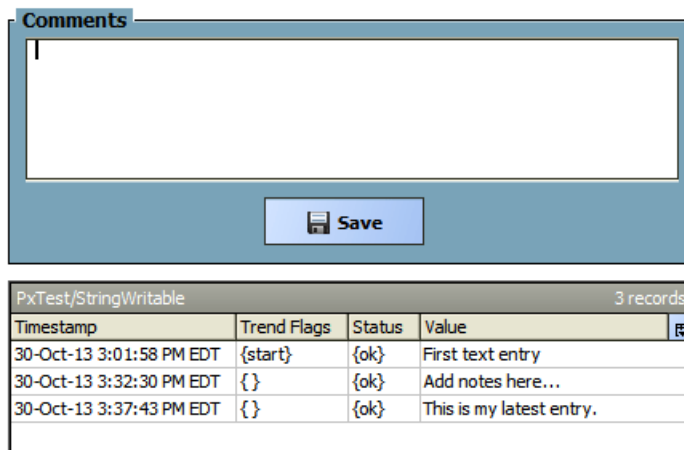 Comments
Save
PxTest/StringWritable 3 records
Timestamp Trend Flags Status Value
30-Oct-13 3:01:58 PM EDT {start} {ok} First text entry
30-Oct-13 3:32:30 PM EDT { } {ok} Add notes here...
30-Oct-13 3:37:43 PM EDT { } {ok} This is my latest entry.